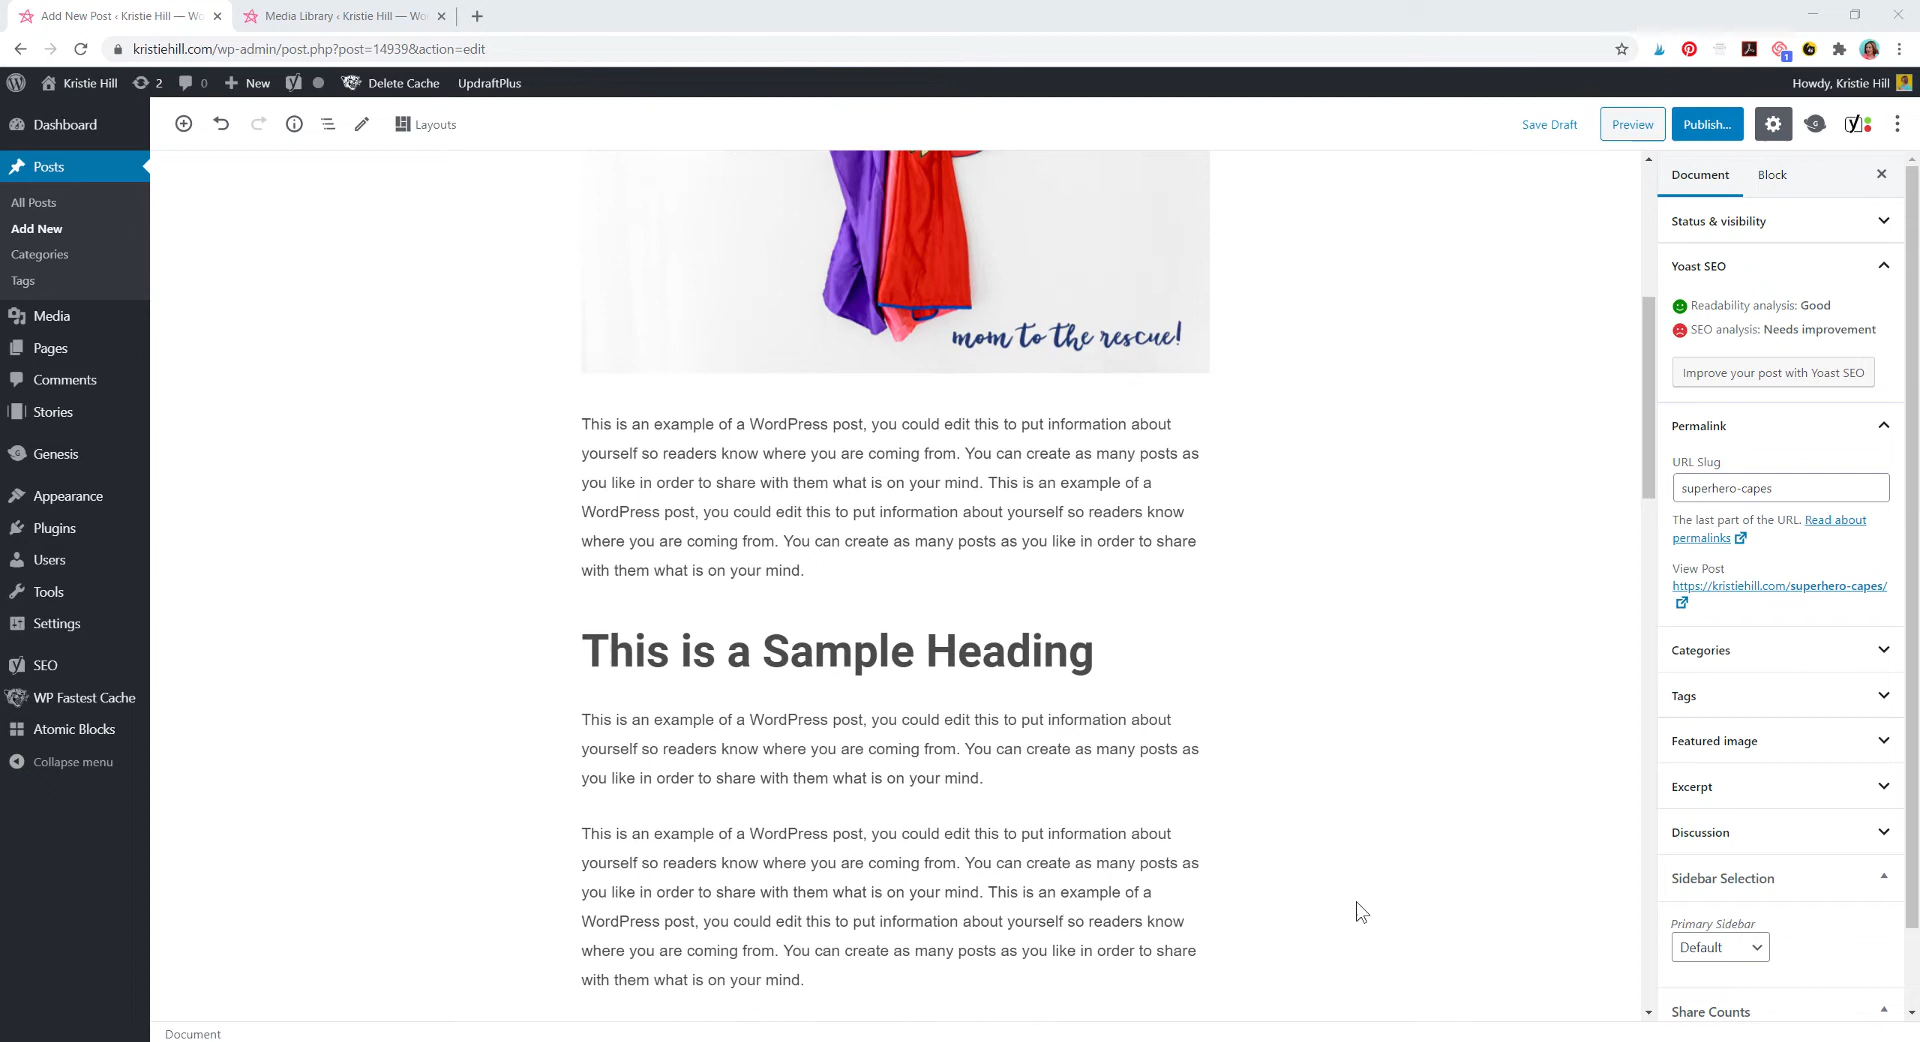 Add New Post ‹ Kristie Hill — Wo
Media Library ‹ Kristie Hill — Wo
kristiehill.com/wp-admin/post.php?post=14939&action=edit
1
Kristie Hill
2
0
New
Delete Cache
UpdraftPlus
Howdy, Kristie Hill
Dashboard
Posts
All Posts
Add New
Categories
Tags
Media
Pages
Comments
Stories
Genesis
Appearance
Plugins
Users
Tools
Settings
SEO
WP Fastest Cache
Atomic Blocks
Collapse menu
Layouts
Save Draft
Preview
Publish...
mom to the rescue!
This is an example of a WordPress post, you could edit this to put information about
yourself so readers know where you are coming from. You can create as many posts as
you like in order to share with them what is on your mind. This is an example of a
WordPress post, you could edit this to put information about yourself so readers know
where you are coming from. You can create as many posts as you like in order to share
with them what is on your mind.
This is a Sample Heading
This is an example of a WordPress post, you could edit this to put information about
yourself so readers know where you are coming from. You can create as many posts as
you like in order to share with them what is on your mind.
This is an example of a WordPress post, you could edit this to put information about
yourself so readers know where you are coming from. You can create as many posts as
you like in order to share with them what is on your mind. This is an example of a
WordPress post, you could edit this to put information about yourself so readers know
where you are coming from. You can create as many posts as you like in order to share
with them what is on your mind.
Document
Document
Block
Status & visibility
Yoast SEO
Readability analysis: Good
SEO analysis: Needs improvement
Improve your post with Yoast SEO
Permalink
URL Slug
superhero-capes
The last part of the URL. Read about
permalinks
View Post
https://kristiehill.com/superhero-capes/
Categories
Tags
Featured image
Excerpt
Discussion
Sidebar Selection
Primary Sidebar
Default
Share Counts